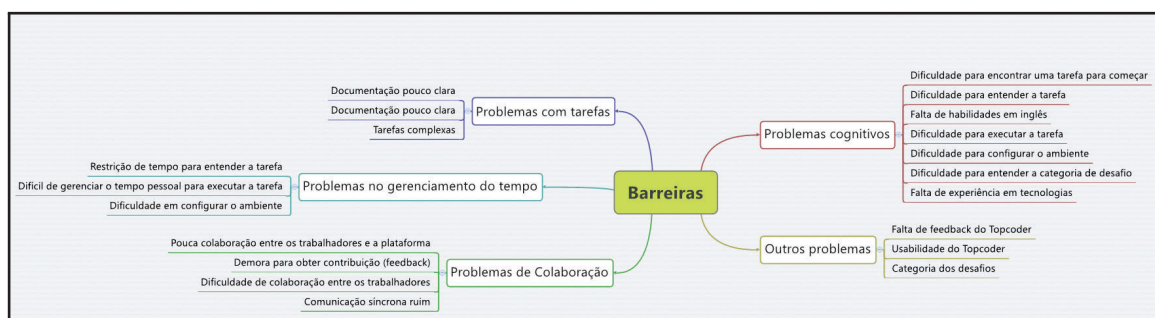 Barreiras
Problemas com tarefas
Documentação pouco clara
Documentação pouco clara
Tarefas complexas
Problemas no gerenciamento do tempo
Restrição de tempo para entender a tarefa
Difícil de gerenciar o tempo pessoal para executar a tarefa
Dificuldade em configurar o ambiente
Problemas de Colaboração
Pouca colaboração entre os trabalhadores e a plataforma
Demora para obter contribuição (feedback)
Dificuldade de colaboração entre os trabalhadores
Comunicação síncrona ruim
Problemas cognitivos
Dificuldade para encontrar uma tarefa para começar
Dificuldade para entender a tarefa
Falta de habilidades em inglês
Dificuldade para executar a tarefa
Dificuldade para configurar o ambiente
Dificuldade para entender a categoria de desafio
Falta de experiência em tecnologias
Outros problemas
Falta de feedback do Topcoder
Usabilidade do Topcoder
Categoria dos desafios